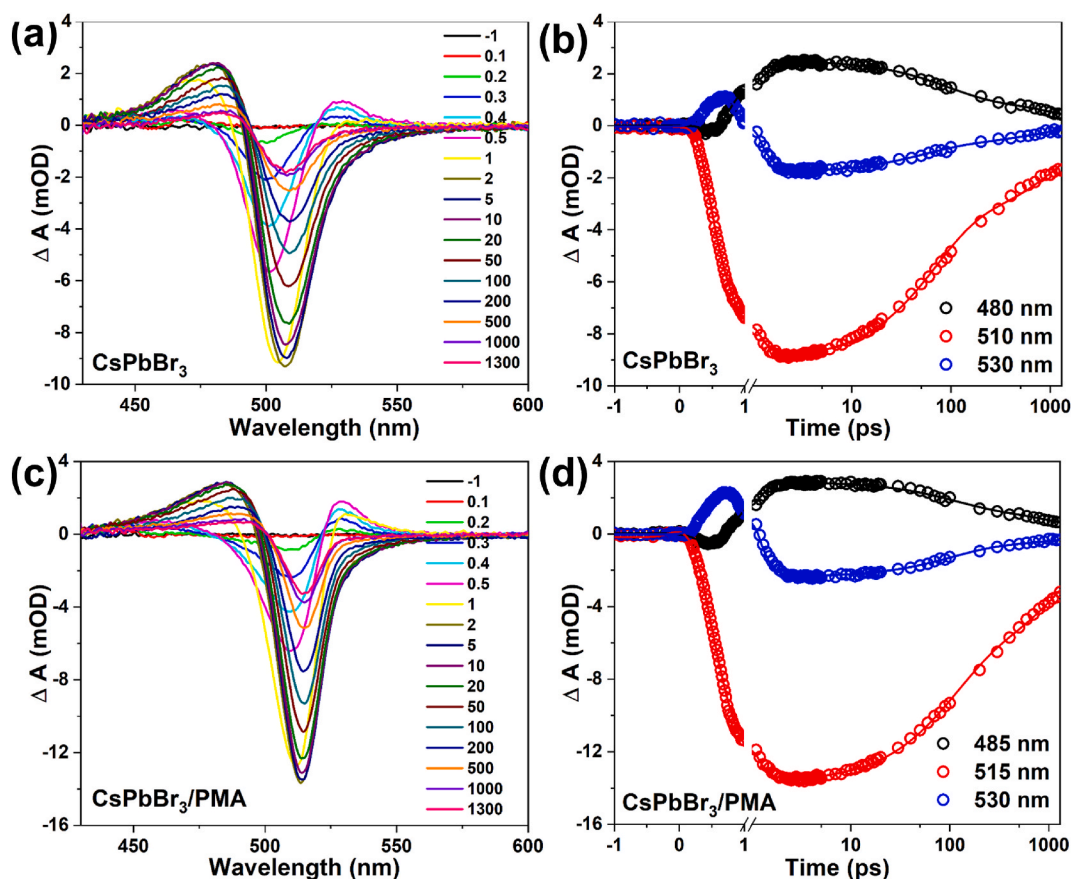 (a)
4
2
0
-2
-4
-6
-8
-10
Δ A (mOD)
-1
0.1
0.2
0.3
0.4
0.5
1
2
5
10
20
50
100
200
500
1000
1300
CsPbBr3
450 500 550 600
Wavelength (nm)
(b)
4
2
0
-2
-4
-6
-8
-10
Δ A (mOD)
480 nm
510 nm
530 nm
CsPbBr3
-1 0 1 10 100 1000
Time (ps)
(c)
4
0
-4
-8
-12
-16
Δ A (mOD)
-1
0.1
0.2
0.3
0.4
0.5
1
2
5
10
20
50
100
200
500
1000
1300
CsPbBr3/PMA
450 500 550 600
Wavelength (nm)
(d)
4
0
-4
-8
-12
-16
Δ A (mOD)
485 nm
515 nm
530 nm
CsPbBr3/PMA
-1 0 1 10 100 1000
Time (ps)